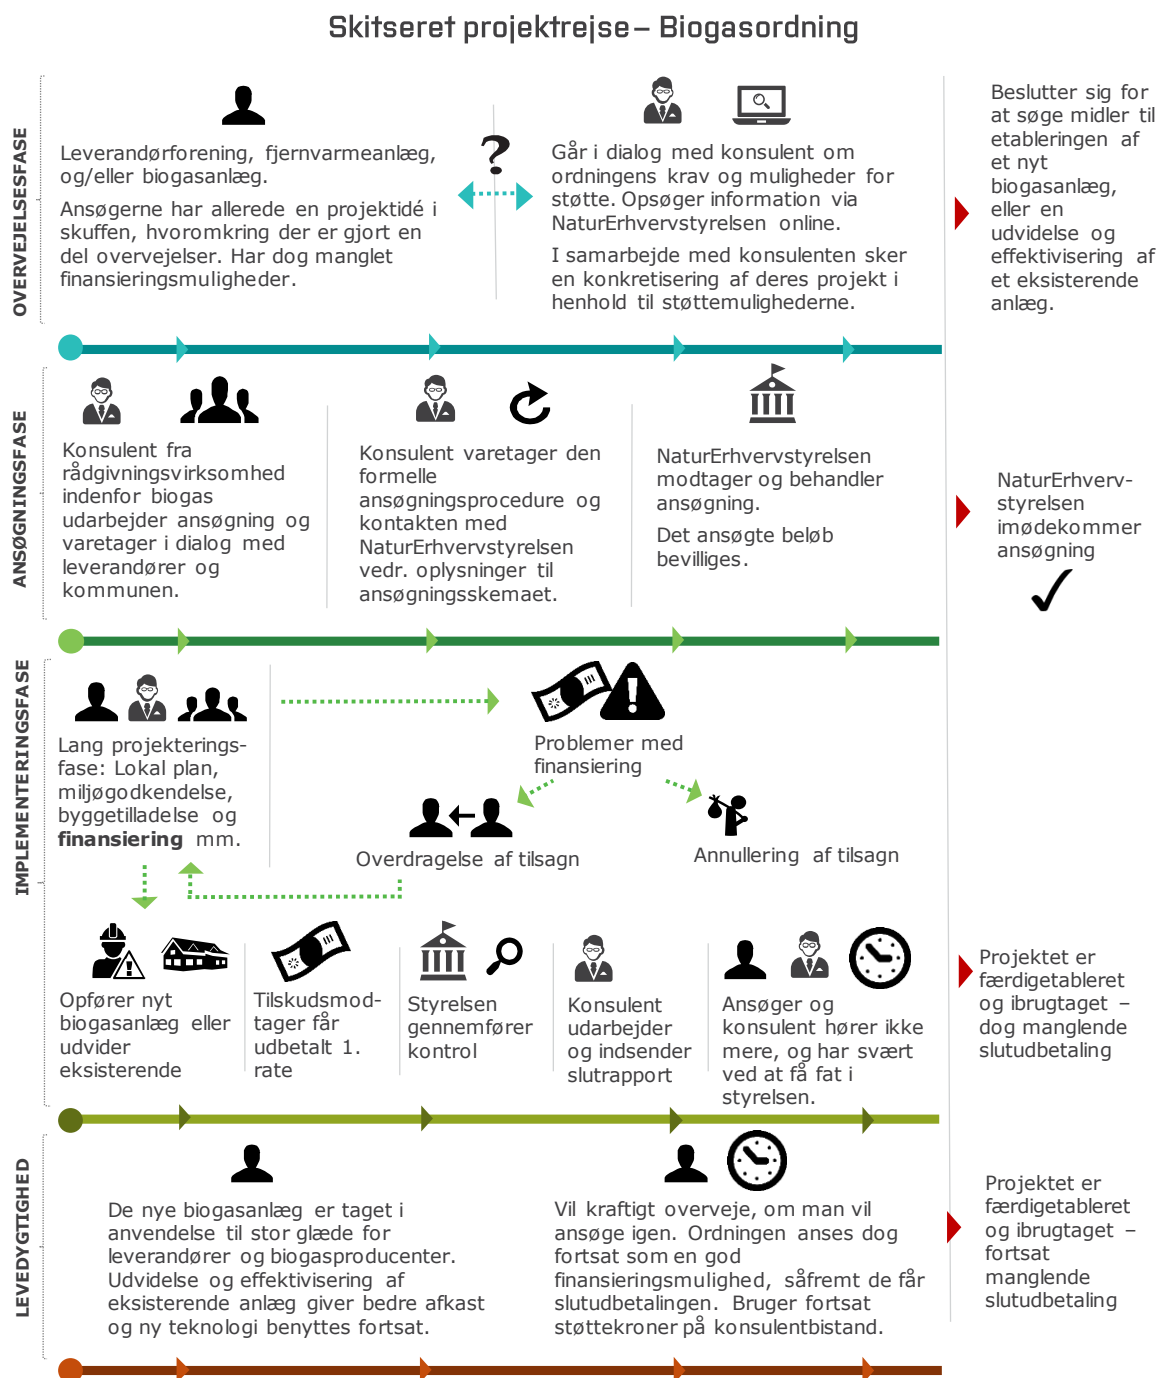 Skitseret projektrejse – Biogasordning
OVERVEJELSESFASE
Leverandørforening, fjernvarmeanlæg,
og/eller biogasanlæg.
Ansøgerne har allerede en projektidé i
skuffen, hvoromkring der er gjort en
del overvejelser. Har dog manglet
finansieringsmuligheder.
?
Går i dialog med konsulent om
ordningens krav og muligheder for
støtte. Opsøger information via
NaturErhvervstyrelsen online.
I samarbejde med konsulenten sker
en konkretisering af deres projekt i
henhold til støttemulighederne.
Beslutter sig for
at søge midler til
etableringen af
et nyt
biogasanlæg,
eller en
udvidelse og
effektivisering af
et eksisterende
anlæg.
ANSØGNINGSFASE
Konsulent fra
rådgivningsvirksomhed
indenfor biogas
udarbejder ansøgning og
varetager i dialog med
leverandører og
kommunen.
Konsulent varetager den
formelle
ansøgningsprocedure og
kontakten med
NaturErhvervstyrelsen
vedr. oplysninger til
ansøgningsskemaet.
NaturErhvervstyrelsen
modtager og behandler
ansøgning.
Det ansøgte beløb
bevilliges.
NaturErhverv-
styrelsen
imødekommer
ansøgning
IMPLEMENTERINGSFASE
Lang projekterings-
fase: Lokal plan,
miljøgodkendelse,
byggetilladelse og
finansiering mm.
Problemer med
finansiering
Overdragelse af tilsagn
Annullering af tilsagn
Opfører nyt
biogasanlæg eller
udvider
eksisterende
Tilskudsmod-
tager får
udbetalt 1.
rate
Styrelsen
gennemfører
kontrol
Konsulent
udarbejder
og indsender
slutrapport
Ansøger og
konsulent hører ikke
mere, og har svært
ved at få fat i
styrelsen.
Projektet er
færdigetableret
og ibrugtaget –
dog manglende
slutudbetaling
LEVEDYGTIGHED
De nye biogasanlæg er taget i
anvendelse til stor glæde for
leverandører og biogasproducenter.
Udvidelse og effektivisering af
eksisterende anlæg giver bedre afkast
og ny teknologi benyttes fortsat.
Vil kraftigt overveje, om man vil
ansøge igen. Ordningen anses dog
fortsat som en god
finansieringsmulighed, såfremt de får
slutudbetalingen. Bruger fortsat
støttekroner på konsulentbistand.
Projektet er
færdigetableret
og ibrugtaget –
fortsat
manglende
slutudbetaling